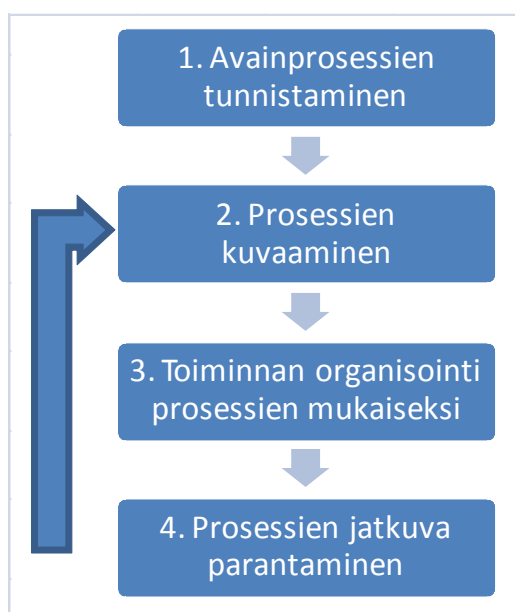 1. Avainprosessien
tunnistaminen
2. Prosessien
kuvaaminen
3. Toiminnan organisointi
prosessien mukaiseksi
4. Prosessien jatkuva
parantaminen